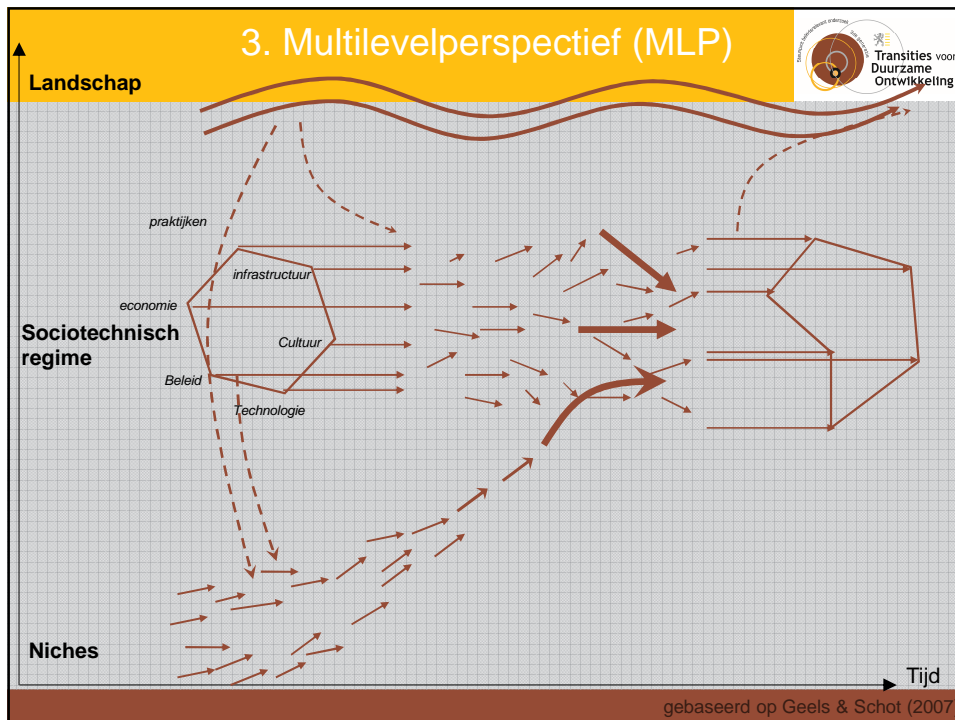 3. Multilevelperspectief (MLP)
Transities voor
Duurzame
Ontwikkeling
Landschap
praktijken
infrastructuur
economie
Sociotechnisch
regime
Cultuur
Beleid
Technologie
Niches
Tijd
gebaseerd op Geels & Schot (2007